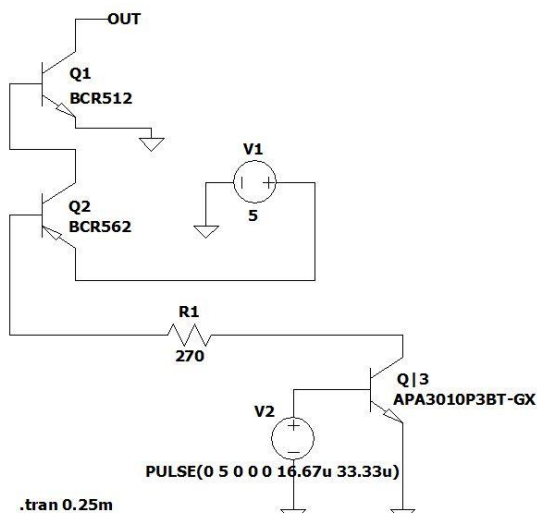 OUT
Q1
BCR512
V1
5
Q2
BCR562
R1
270
Q|3
APA3010P3BT-GX
V2
PULSE(0 5 0 0 0 16.67u 33.33u)
.tran 0.25m